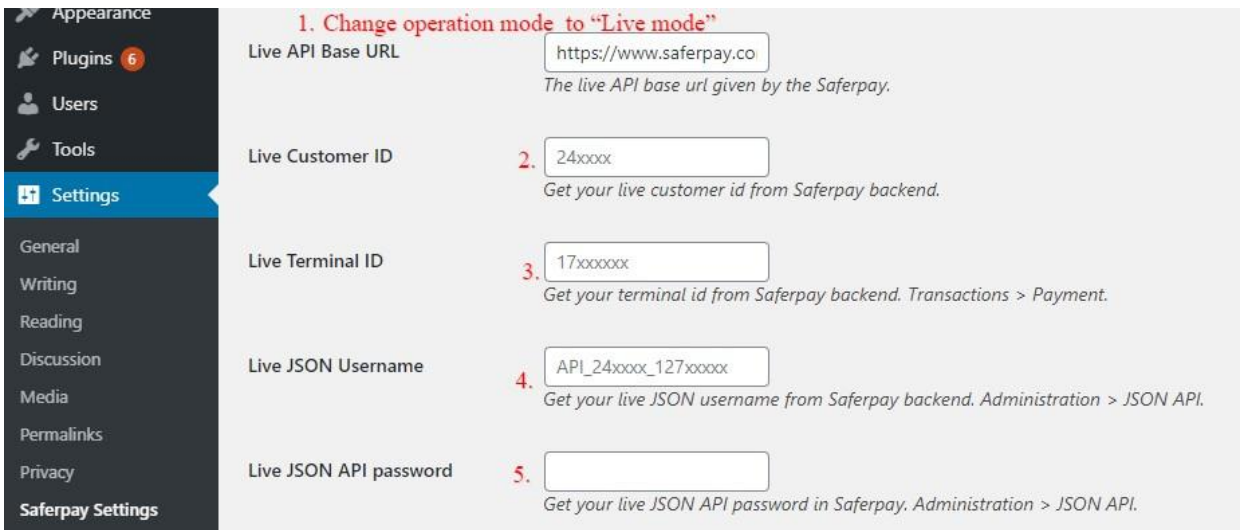 Appearance
Plugins 6
Users
Tools
Settings
General
Writing
Reading
Discussion
Media
Permalinks
Privacy
Saferpay Settings
1. Change operation mode to “Live mode”
Live API Base URL
https://www.saferpay.co
The live API base url given by the Saferpay.
Live Customer ID
2. 24xxxx
Get your live customer id from Saferpay backend.
Live Terminal ID
3. 17xxxxxx
Get your terminal id from Saferpay backend. Transactions > Payment.
Live JSON Username
4. API_24xxxx_127xxxxx
Get your live JSON username from Saferpay backend. Administration > JSON API.
Live JSON API password
5.
Get your live JSON API password in Saferpay. Administration > JSON API.